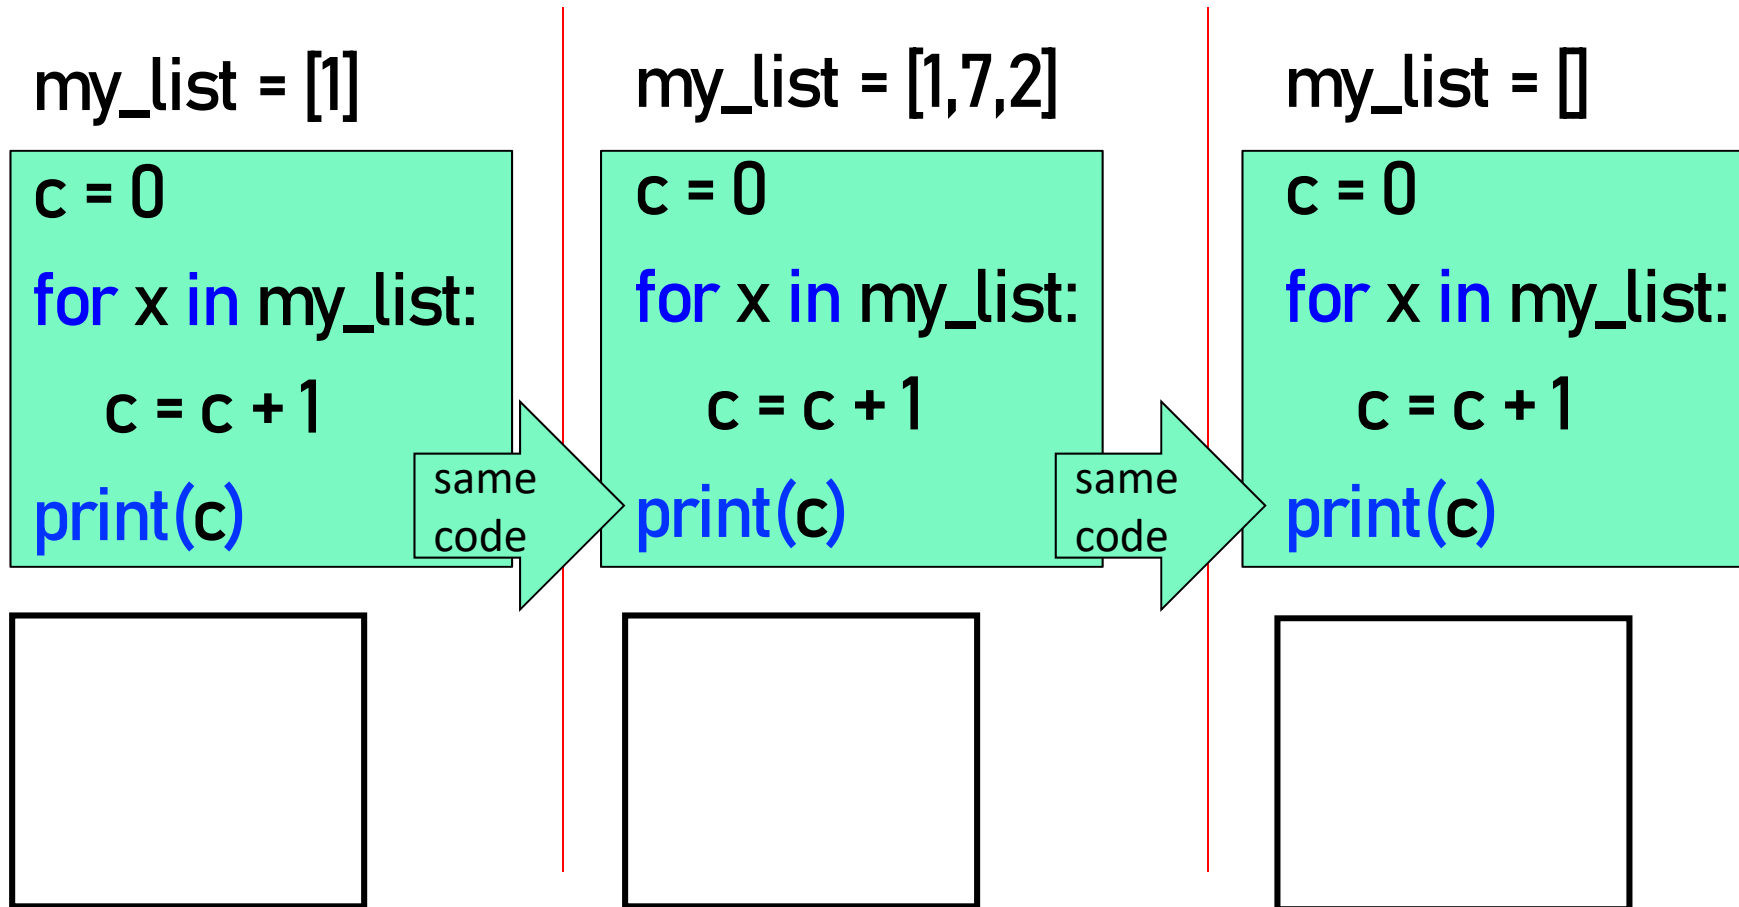 my_list = [1]
c = 0
for x in my_list:
c = c + 1
print(c)
same
code
my_list = [1,7,2]
c = 0
for x in my_list:
c = c + 1
print(c)
same
code
my_list = []
c = 0
for x in my_list:
c = c + 1
print(c)